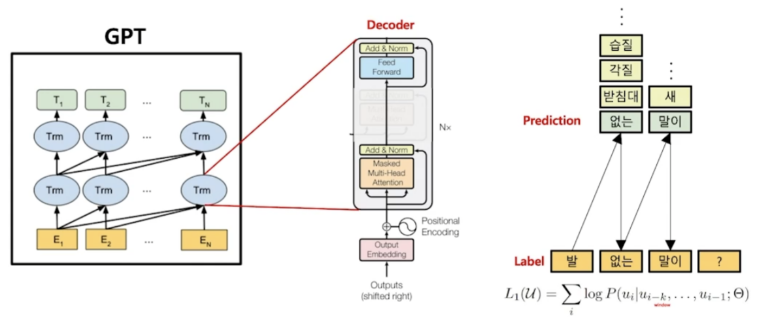 GPT
T1 T2 ... TN
Trm Trm ... Trm
Trm Trm ... Trm
E1 E2 ... EN
Decoder
Add & Norm
Feed
Forward
N×
Add & Norm
Masked
Multi-Head
Attention
Positional
Encoding
Output
Embedding
Outputs
(shifted right)
⋮
습질
각질 ⋮
받침대 새
Prediction 없는 말이
Label 발 없는 말이 ?
L₁(𝒰) = ∑ᵢ log P(uᵢ|uᵢ₋ₖ, . . . , uᵢ₋₁; Θ)
window